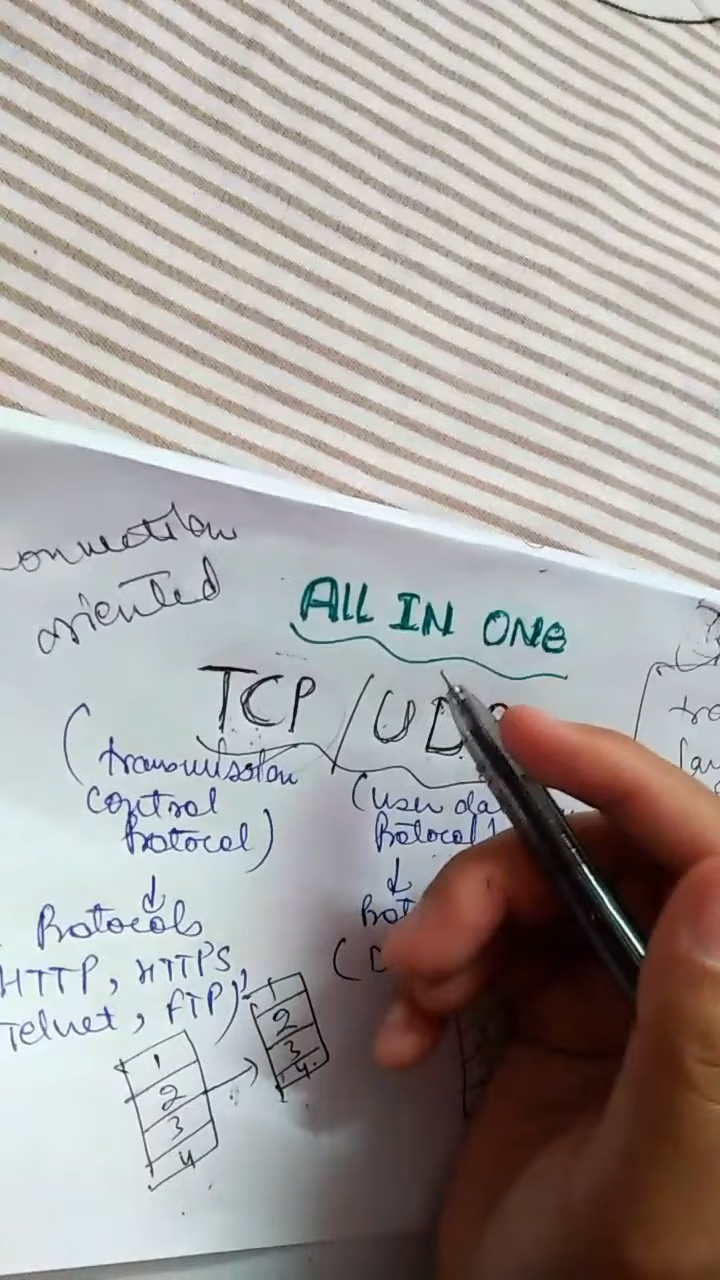 onnection
oriented
ALL IN ONE
TCP / UD
(Transmission
Control
Protocol)
(User da
Protocol)
Protocols
HTTP, HTTPS,
Telnet, FTP)
1
2
3
4
1
2
3
4